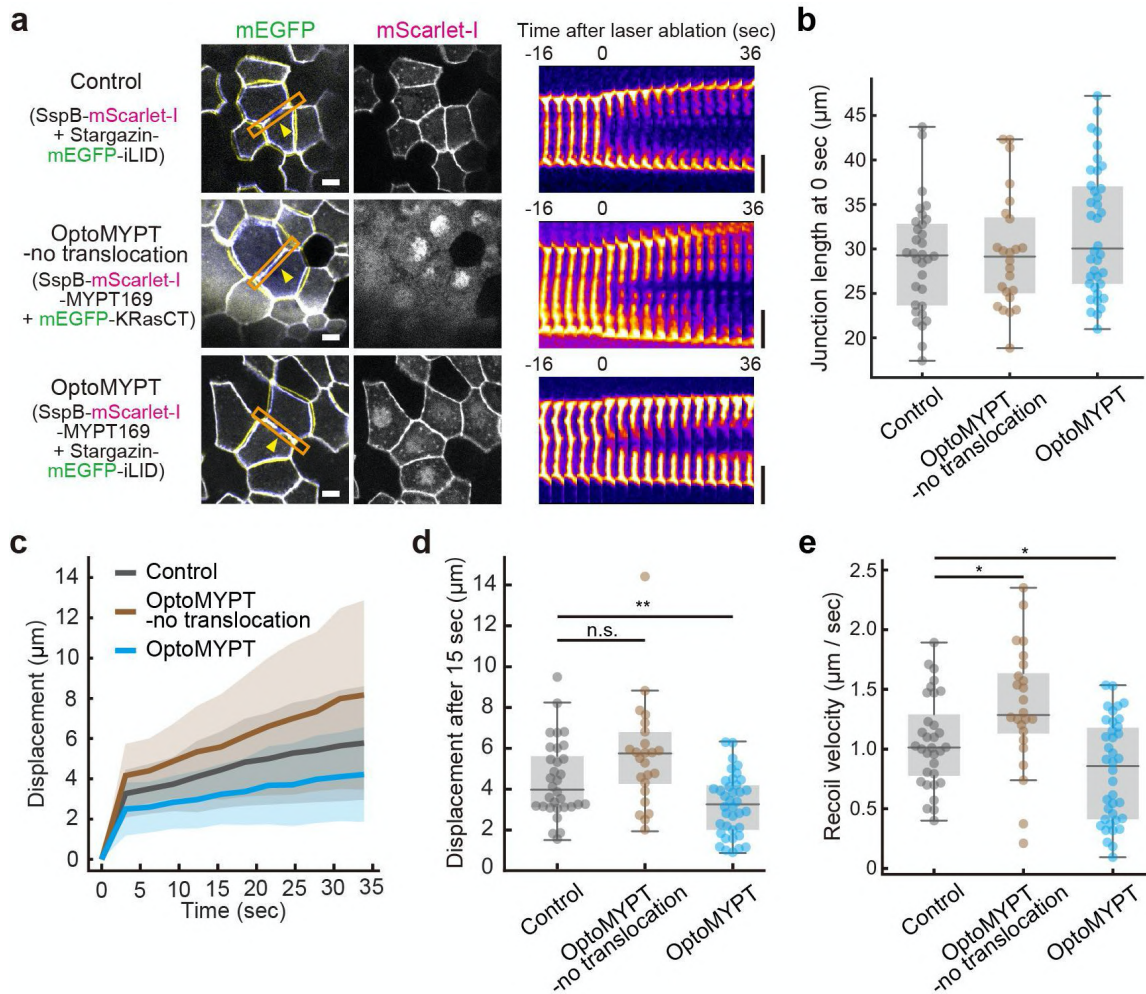 a
mEGFP
mScarlet-I
Time after laser ablation (sec)
-16 0 36
Control
(SspB-mScarlet-I
+ Stargazin-
mEGFP-iLID)
-16 0 36
OptoMYPT
-no translocation
(SspB-mScarlet-I
-MYPT169
+ mEGFP-KRasCT)
-16 0 36
OptoMYPT
(SspB-mScarlet-I
-MYPT169
+ Stargazin-
mEGFP-iLID)
b
Junction length at 0 sec (μm)
45
40
35
30
25
20
Control
OptoMYPT
-no translocation
OptoMYPT
c
Displacement (μm)
14
12
10
8
6
4
2
0
Control
OptoMYPT
-no translocation
OptoMYPT
0 5 10 15 20 25 30 35
Time (sec)
d
Displacement after 15 sec (μm)
14
12
10
8
6
4
2
0
**
n.s.
Control
OptoMYPT
-no translocation
OptoMYPT
e
Recoil velocity (μm / sec)
2.5
2.0
1.5
1.0
0.5
0
*
*
Control
OptoMYPT
-no translocation
OptoMYPT